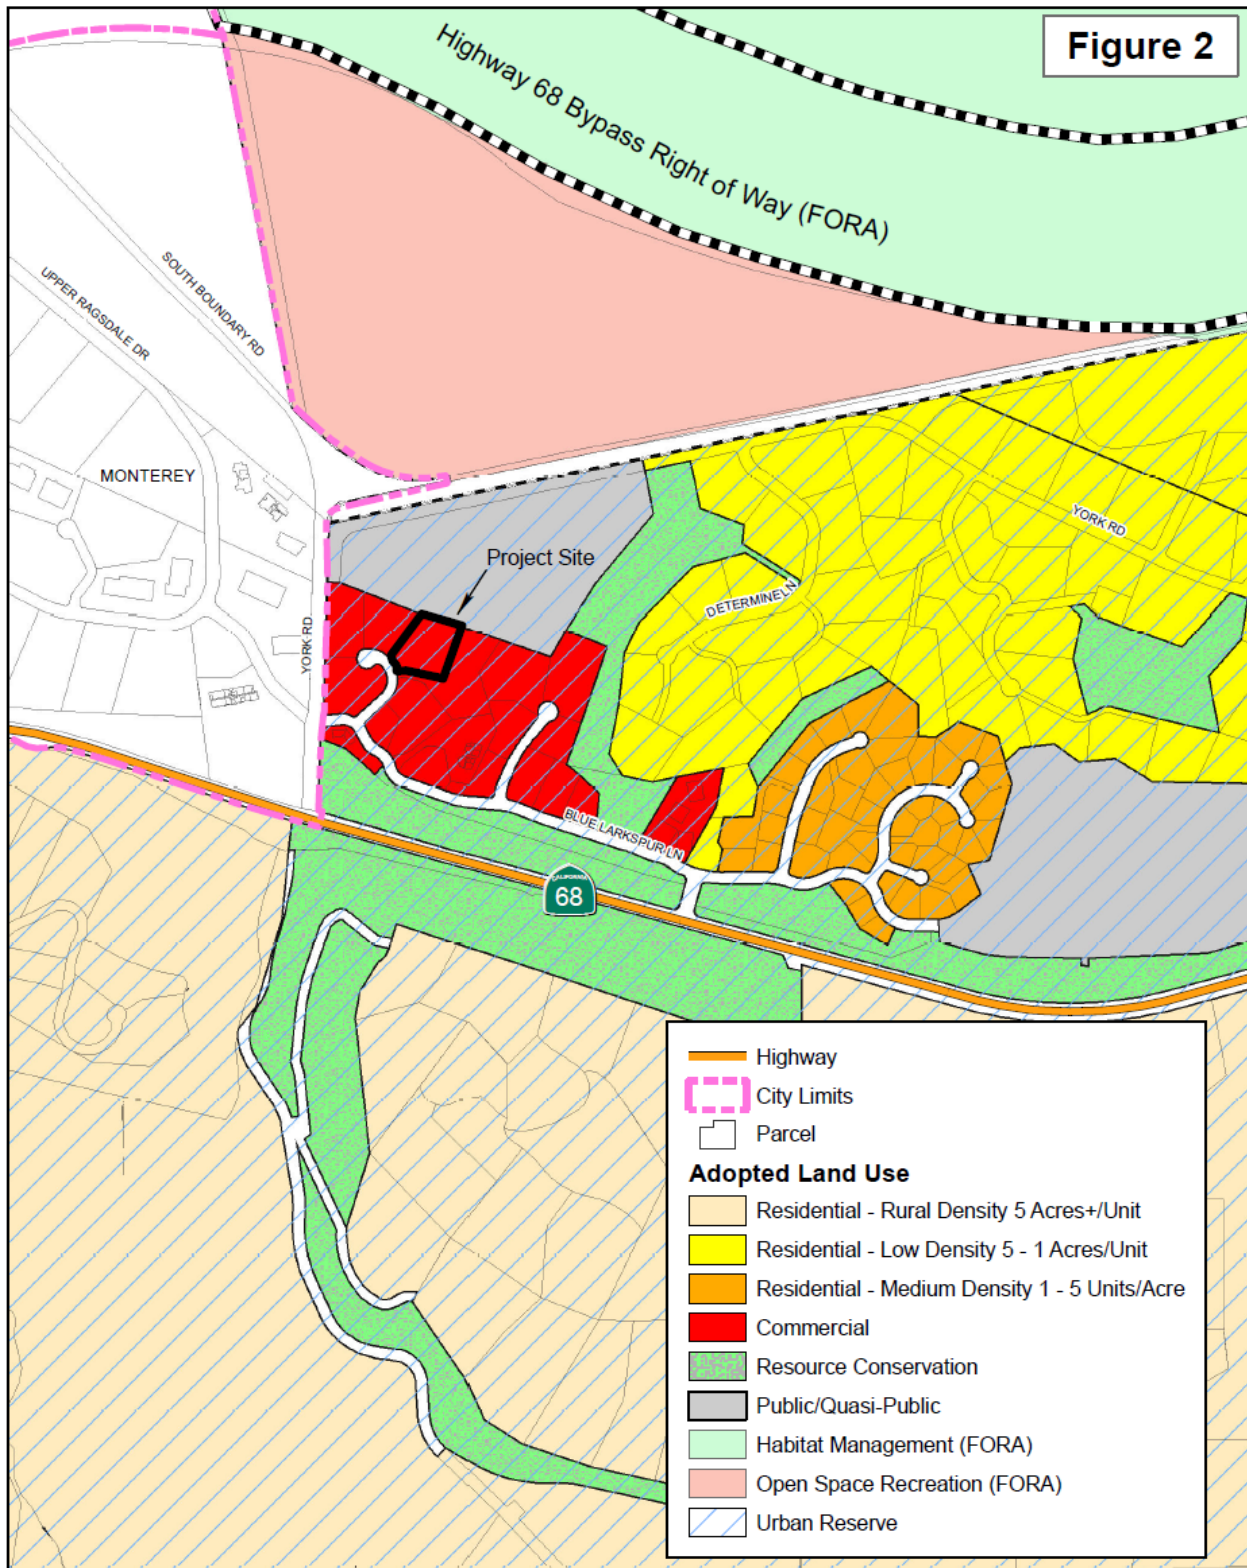 Figure 2
Highway 68 Bypass Right of Way (FORA)
SOUTH BOUNDARY RD
UPPER RAGSDALE DR
MONTEREY
YORK RD
Project Site
DETERMINE LN
YORK RD
BLUE LARKSPUR LN
CALIFORNIA
68
Highway
City Limits
Parcel
Adopted Land Use
Residential - Rural Density 5 Acres+/Unit
Residential - Low Density 5 - 1 Acres/Unit
Residential - Medium Density 1 - 5 Units/Acre
Commercial
Resource Conservation
Public/Quasi-Public
Habitat Management (FORA)
Open Space Recreation (FORA)
Urban Reserve